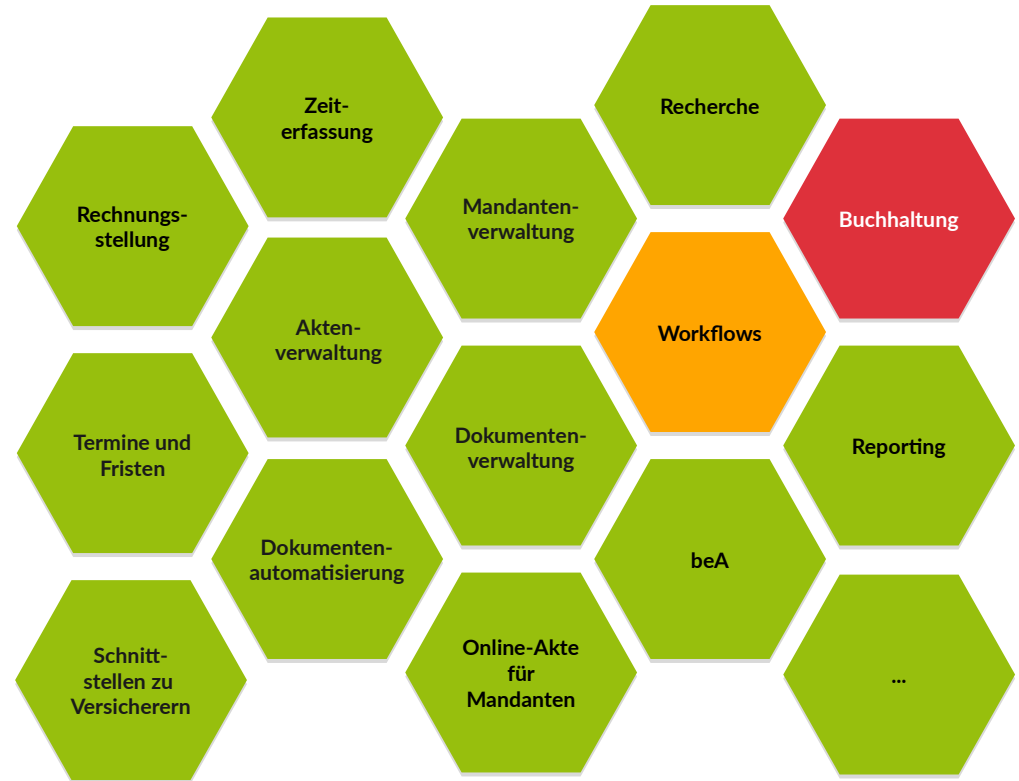 Zeit-
erfassung
Recherche
Rechnungs-
stellung
Mandanten-
verwaltung
Buchhaltung
Akten-
verwaltung
Workflows
Termine und
Fristen
Dokumenten-
verwaltung
Reporting
Dokumenten-
automatisierung
beA
Schnitt-
stellen zu
Versicherern
Online-Akte
für
Mandanten
...